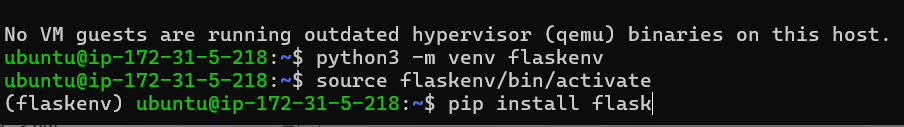 No VM guests are running outdated hypervisor (qemu) binaries on this host.
ubuntu@ip-172-31-5-218:~$ python3 -m venv flaskenv
ubuntu@ip-172-31-5-218:~$ source flaskenv/bin/activate
(flaskenv) ubuntu@ip-172-31-5-218:~$ pip install flask